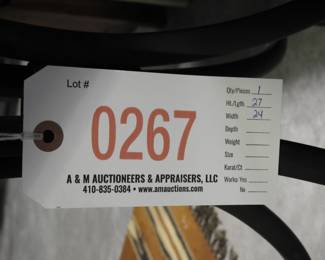 Lot #
0267
A & M AUCTIONEERS & APPRAISERS, LLC
410-835-0384 • www.amauctions.com
Qty/Pieces 1
Ht./Lgth. 27
Width 24
Depth
Weight
Size
Karat/Ct
Works Yes
No